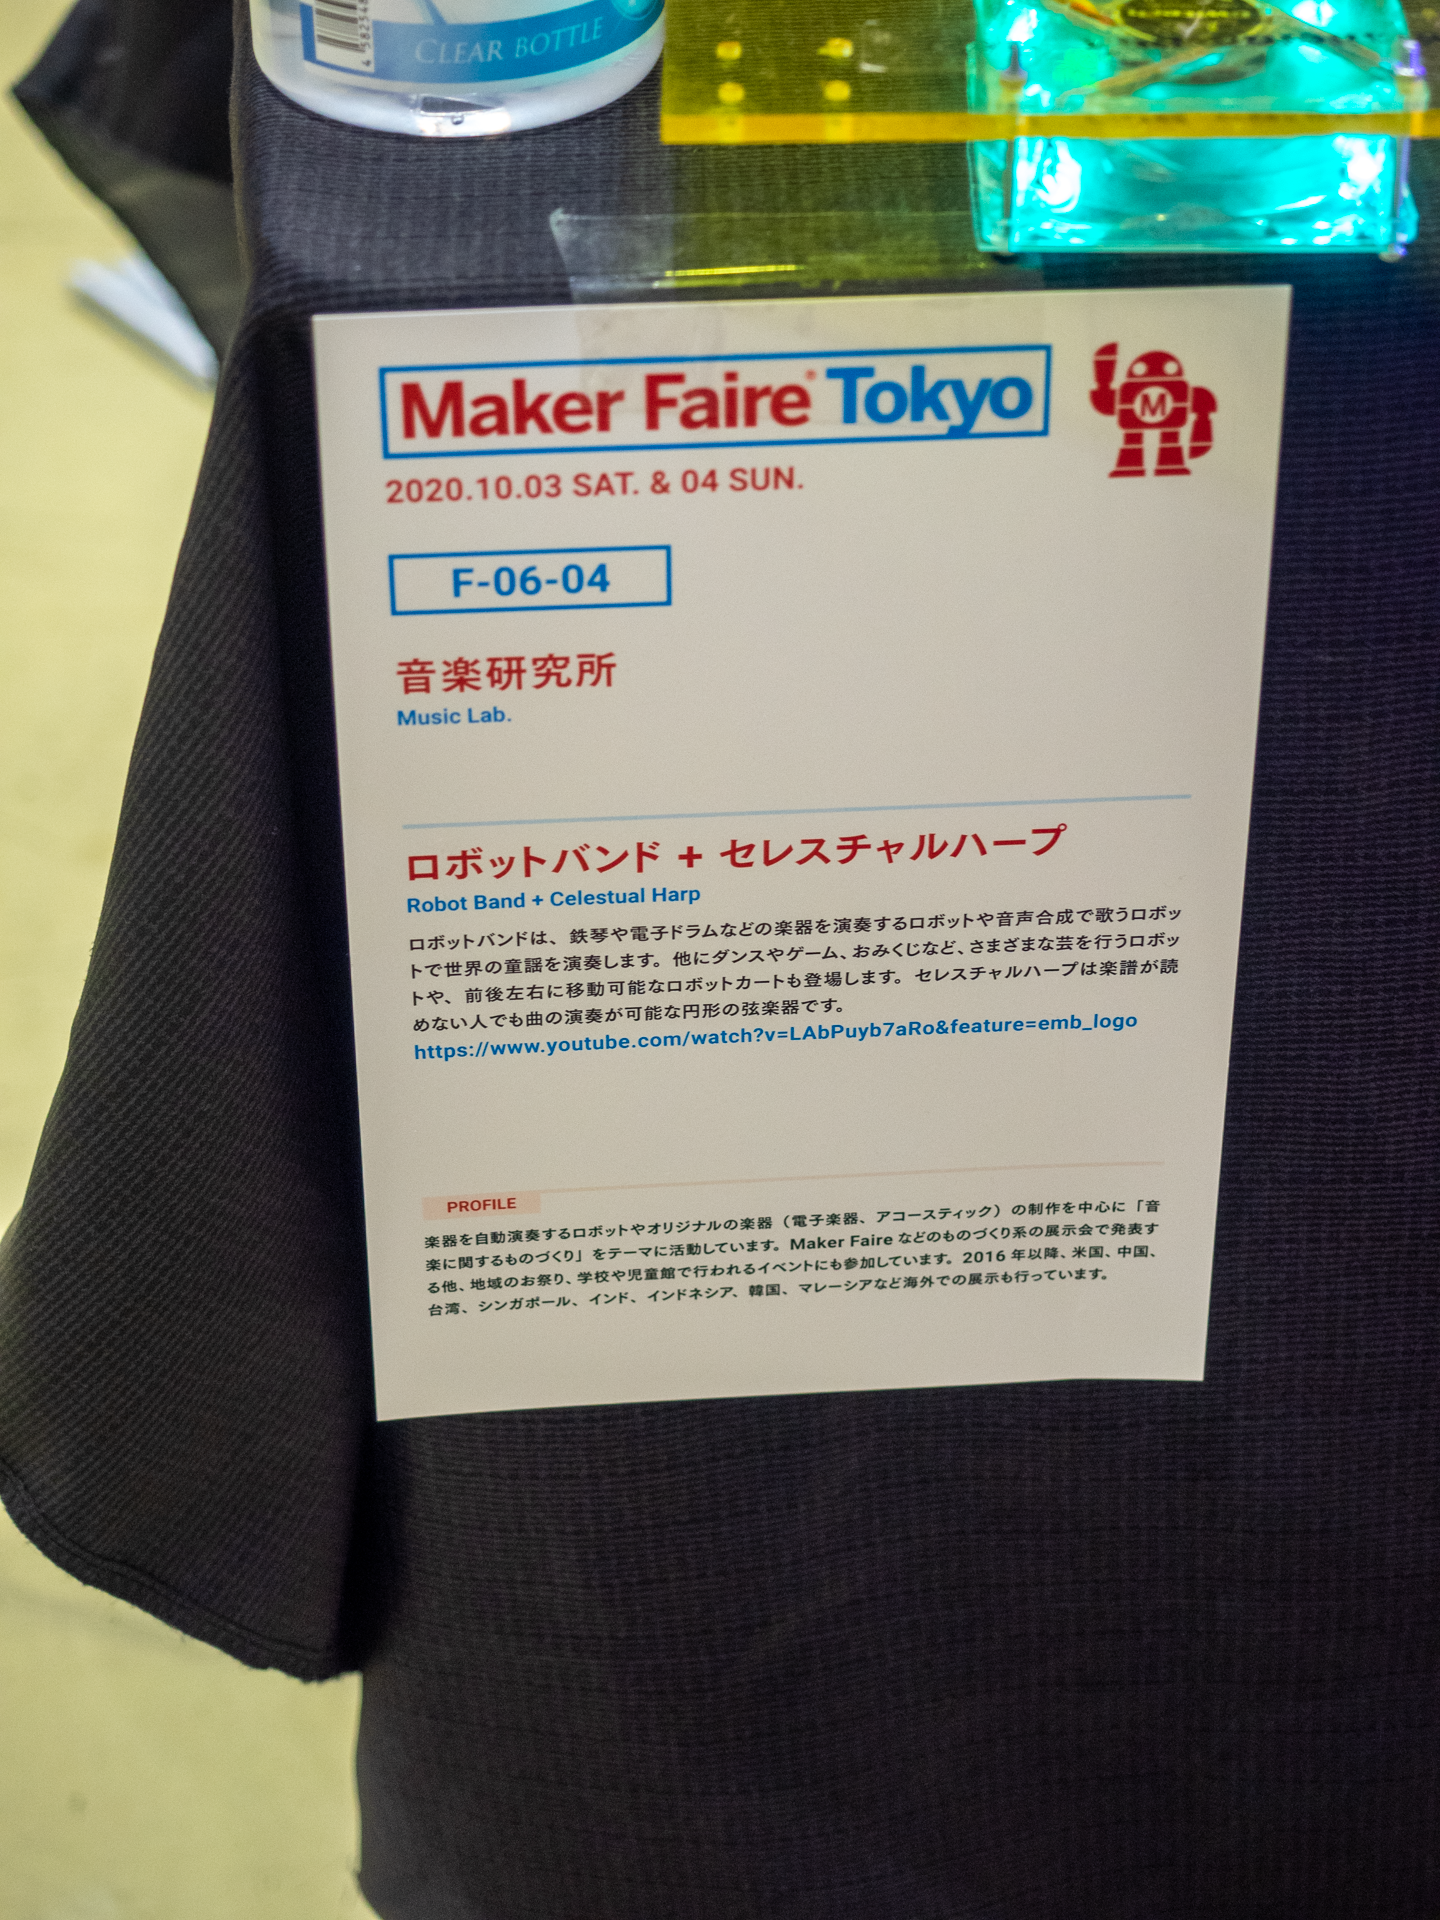 CLEAR BOTTLE
Maker Faire® Tokyo
M
2020.10.03 SAT. & 04 SUN.
F-06-04
音楽研究所
Music Lab.
ロボットバンド + セレスチャルハープ
Robot Band + Celestual Harp
ロボットバンドは、鉄琴や電子ドラムなどの楽器を演奏するロボットや音声合成で歌うロボッ
トで世界の童謡を演奏します。他にダンスやゲーム、おみくじなど、さまざまな芸を行うロボッ
トや、前後左右に移動可能なロボットカートも登場します。セレスチャルハープは楽譜が読
めない人でも曲の演奏が可能な円形の弦楽器です。
https://www.youtube.com/watch?v=LAbPuyb7aRo&feature=emb_logo
PROFILE
楽器を自動演奏するロボットやオリジナルの楽器（電子楽器、アコースティック）の制作を中心に「音
楽に関するものづくり」をテーマに活動しています。Maker Faire などのものづくり系の展示会で発表す
る他、地域のお祭り、学校や児童館で行われるイベントにも参加しています。2016 年以降、米国、中国、
台湾、シンガポール、インド、インドネシア、韓国、マレーシアなど海外での展示も行っています。